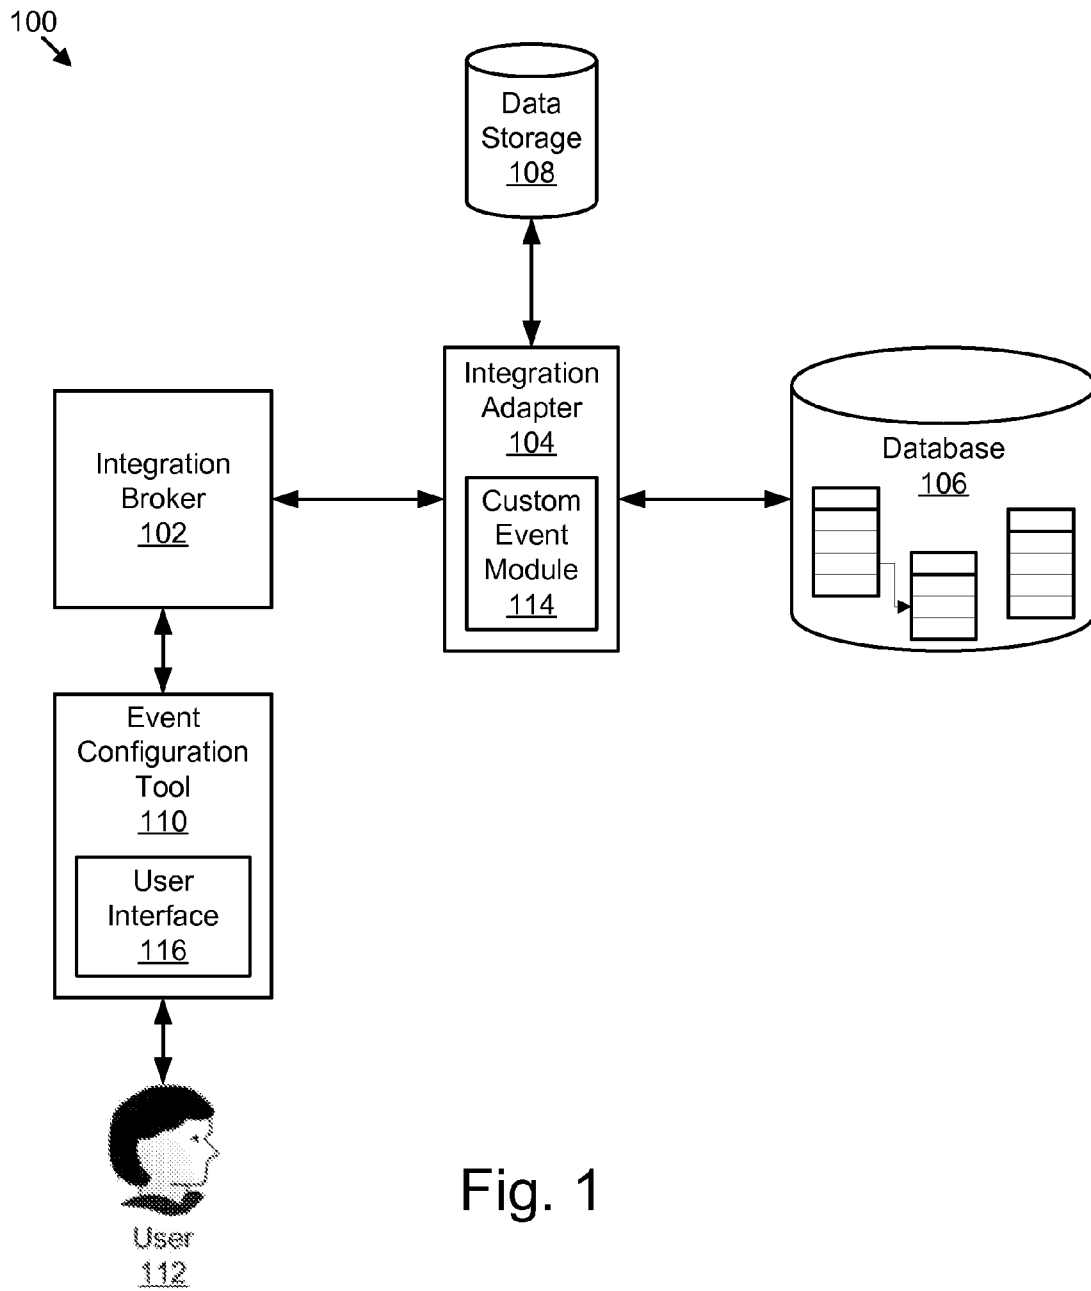 100
Data
Storage
108
Integration
Adapter
104
Custom
Event
Module
114
Database
106
Integration
Broker
102
Event
Configuration
Tool
110
User
Interface
116
User
112
Fig. 1